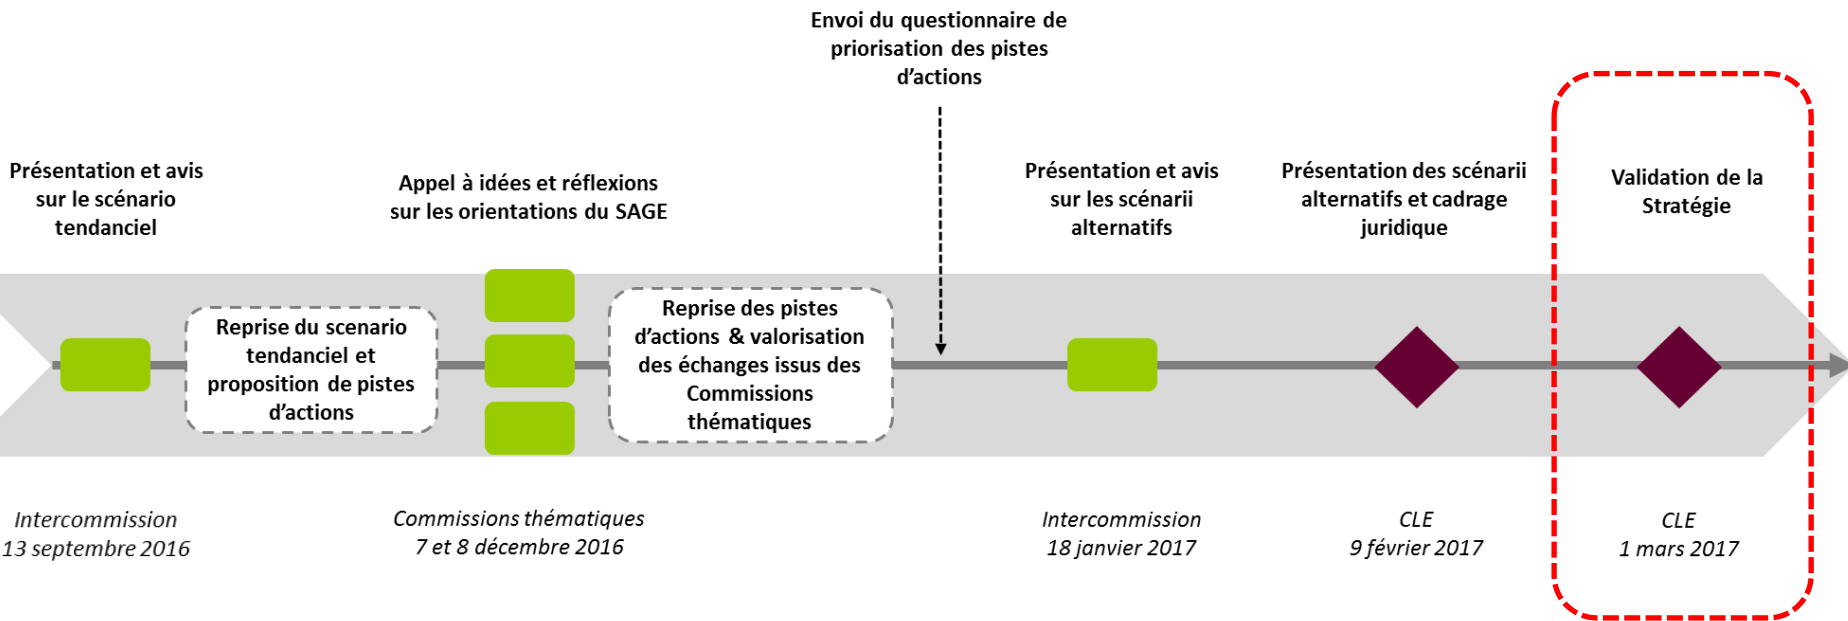 Envoi du questionnaire de
priorisation des pistes
d'actions
Présentation et avis
sur le scénario
tendanciel
Appel à idées et réflexions
sur les orientations du SAGE
Présentation et avis
sur les scénarii
alternatifs
Présentation des scénarii
alternatifs et cadrage
juridique
Validation de la
Stratégie
Reprise du scenario
tendanciel et
proposition de pistes
d'actions
Reprise des pistes
d'actions & valorisation
des échanges issus des
Commissions
thématiques
Intercommission
13 septembre 2016
Commissions thématiques
7 et 8 décembre 2016
Intercommission
18 janvier 2017
CLE
9 février 2017
CLE
1 mars 2017